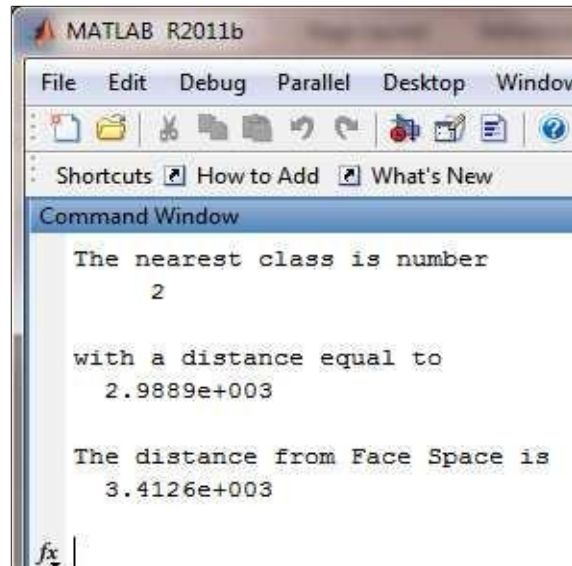 MATLAB R2011b
File Edit Debug Parallel Desktop Window
Shortcuts How to Add What's New
Command Window
The nearest class is number
2
with a distance equal to
2.9889e+003
The distance from Face Space is
3.4126e+003
fx